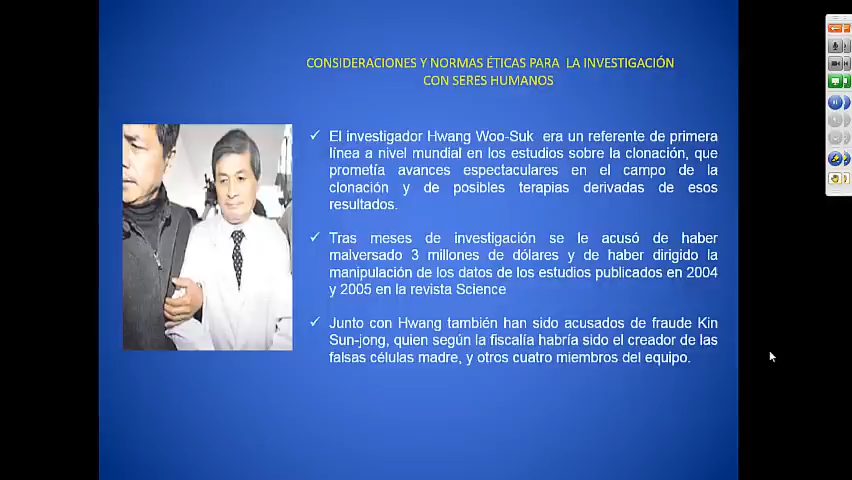 CONSIDERACIONES Y NORMAS ÉTICAS PARA LA INVESTIGACIÓN
CON SERES HUMANOS
El investigador Hwang Woo-Suk era un referente de primera
línea a nivel mundial en los estudios sobre la clonación, que
prometía avances espectaculares en el campo de la
clonación y de posibles terapias derivadas de esos
resultados.
Tras meses de investigación se le acusó de haber
malversado 3 millones de dólares y de haber dirigido la
manipulación de los datos de los estudios publicados en 2004
y 2005 en la revista Science
Junto con Hwang también han sido acusados de fraude Kin
Sun-jong, quien según la fiscalía habría sido el creador de las
falsas células madre, y otros cuatro miembros del equipo.